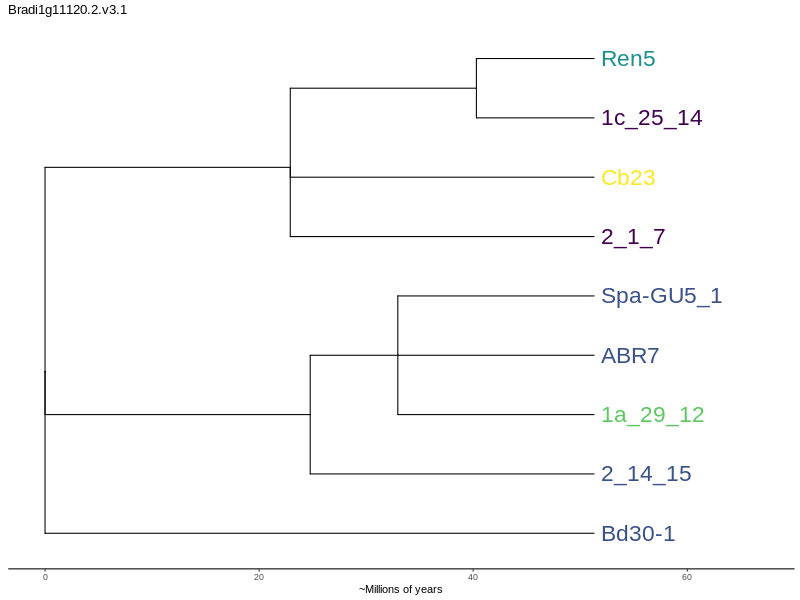 Bradi1g11120.2.v3.1
Ren5
1c_25_14
Cb23
2_1_7
Spa-GU5_1
ABR7
1a_29_12
2_14_15
Bd30-1
0 20 40 60
~Millions of years